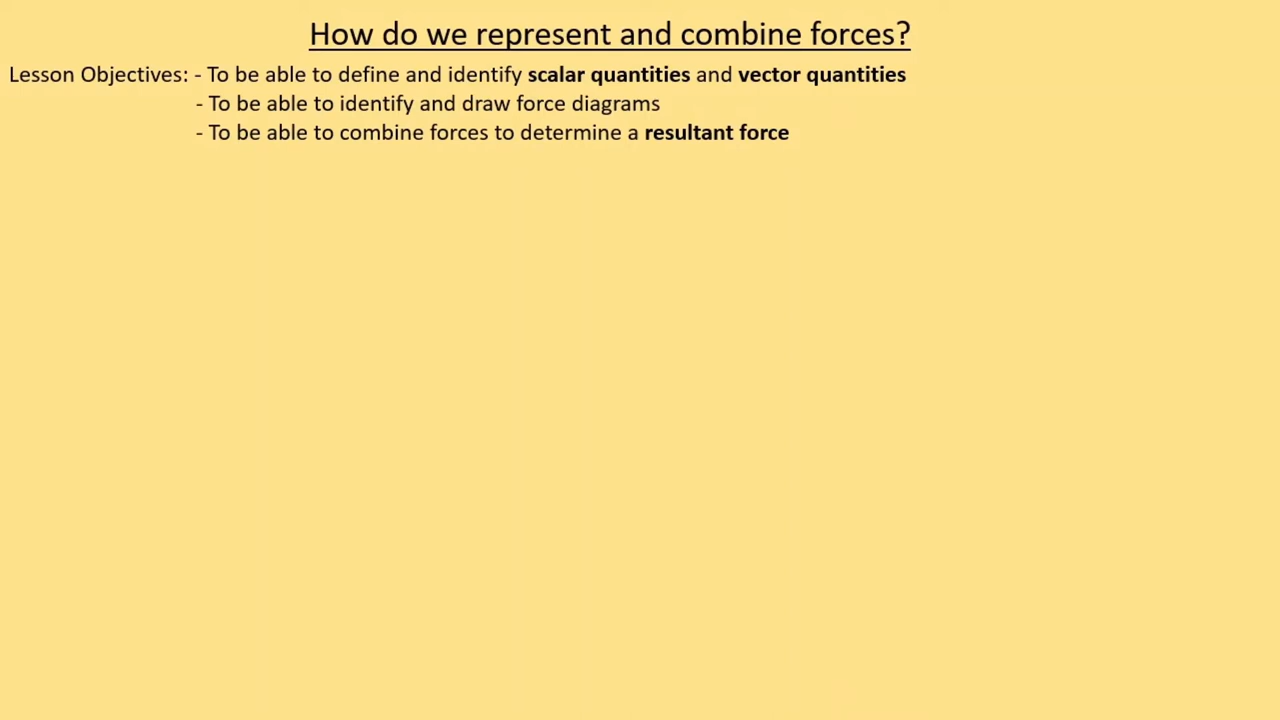 How do we represent and combine forces?
Lesson Objectives: - To be able to define and identify scalar quantities and vector quantities
- To be able to identify and draw force diagrams
- To be able to combine forces to determine a resultant force